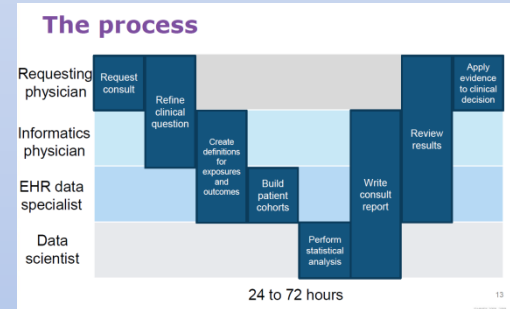 The process
Requesting
physician
Informatics
physician
EHR data
specialist
Data
scientist
Request
consult
Refine
clinical
question
Create
definitions
for
exposures
and
outcomes
Build
patient
cohorts
Perform
statistical
analysis
Write
consult
report
Review
results
Apply
evidence
to clinical
decision
24 to 72 hours
13